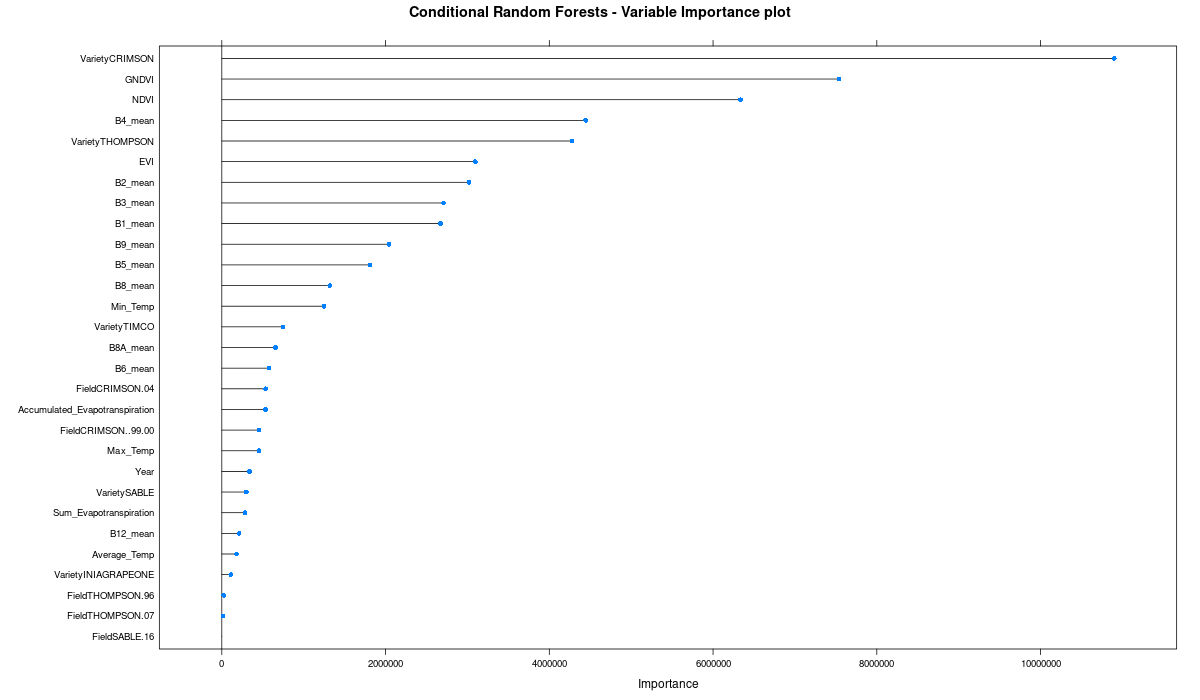 Conditional Random Forests - Variable Importance plot
VarietyCRIMSON
GNDVI
NDVI
B4_mean
VarietyTHOMPSON
EVI
B2_mean
B3_mean
B1_mean
B9_mean
B5_mean
B8_mean
Min_Temp
VarietyTIMCO
B8A_mean
B6_mean
FieldCRIMSON.04
Accumulated_Evapotranspiration
FieldCRIMSON..99.00
Max_Temp
Year
VarietySABLE
Sum_Evapotranspiration
B12_mean
Average_Temp
VarietyINIAGRAPEONE
FieldTHOMPSON.96
FieldTHOMPSON.07
FieldSABLE.16
0 2000000 4000000 6000000 8000000 10000000
Importance